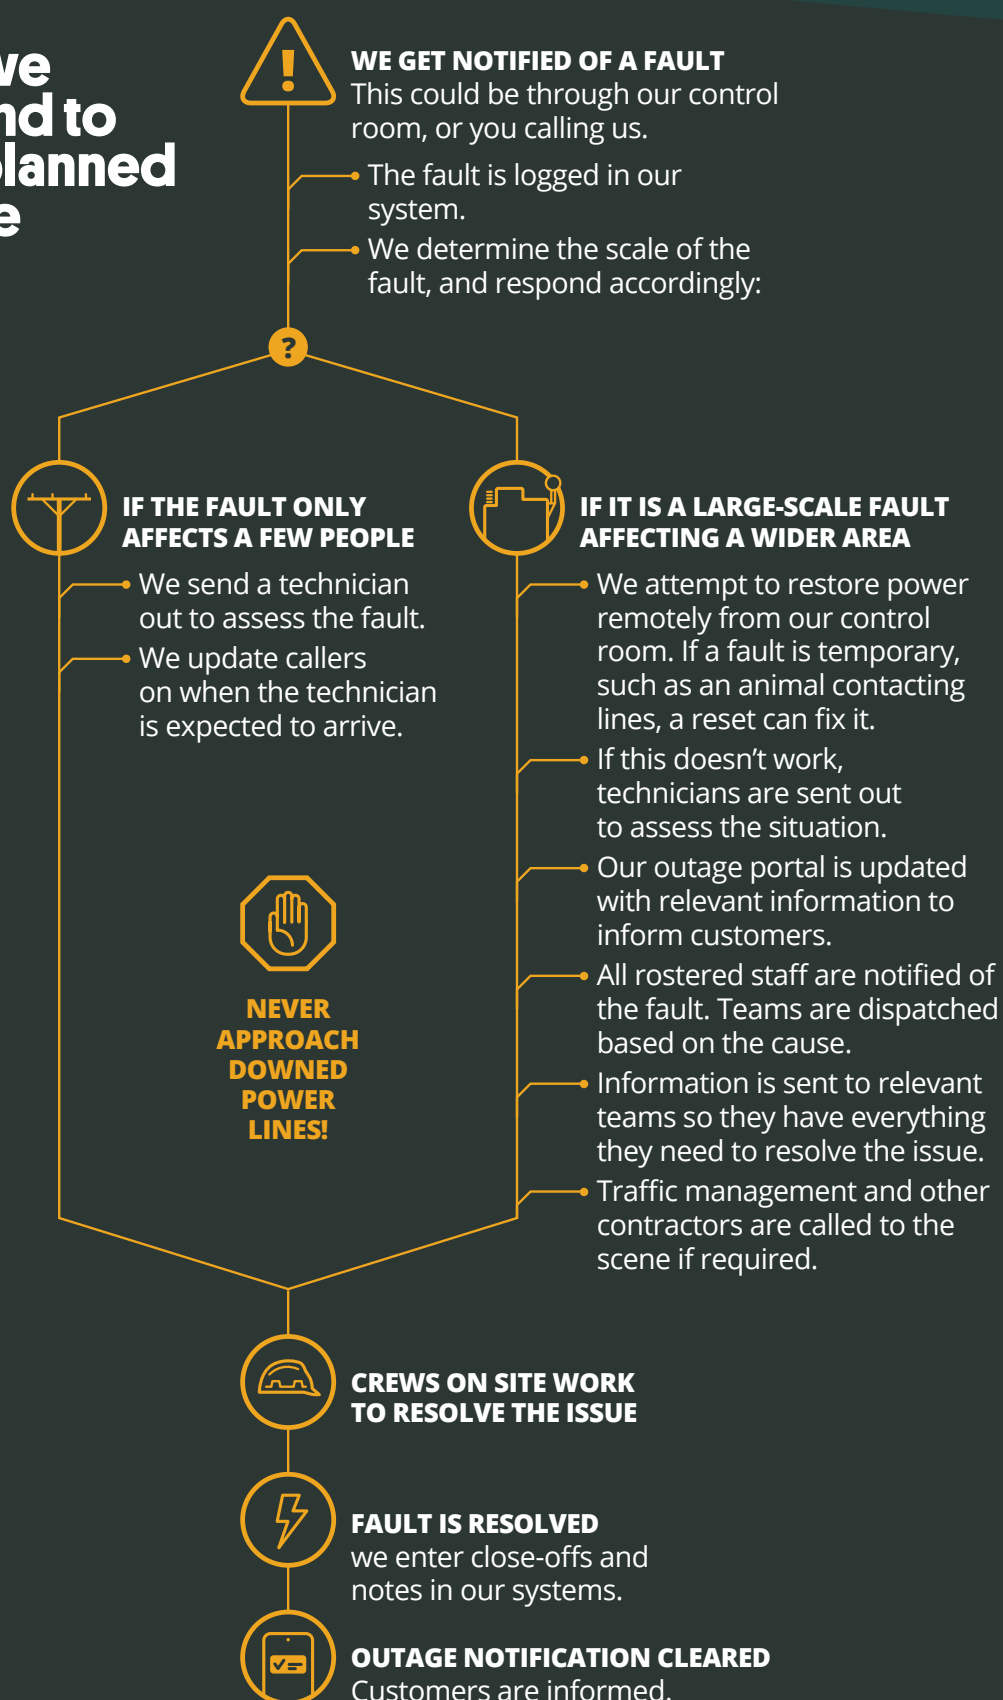 we
nd to
planned
e
WE GET NOTIFIED OF A FAULT
This could be through our control
room, or you calling us.
• The fault is logged in our
system.
• We determine the scale of the
fault, and respond accordingly:
?
IF THE FAULT ONLY
AFFECTS A FEW PEOPLE
• We send a technician
out to assess the fault.
• We update callers
on when the technician
is expected to arrive.
IF IT IS A LARGE-SCALE FAULT
AFFECTING A WIDER AREA
• We attempt to restore power
remotely from our control
room. If a fault is temporary,
such as an animal contacting
lines, a reset can fix it.
• If this doesn’t work,
technicians are sent out
to assess the situation.
• Our outage portal is updated
with relevant information to
inform customers.
• All rostered staff are notified of
the fault. Teams are dispatched
based on the cause.
• Information is sent to relevant
teams so they have everything
they need to resolve the issue.
• Traffic management and other
contractors are called to the
scene if required.
NEVER
APPROACH
DOWNED
POWER
LINES!
CREWS ON SITE WORK
TO RESOLVE THE ISSUE
FAULT IS RESOLVED
we enter close-offs and
notes in our systems.
OUTAGE NOTIFICATION CLEARED
Customers are informed.